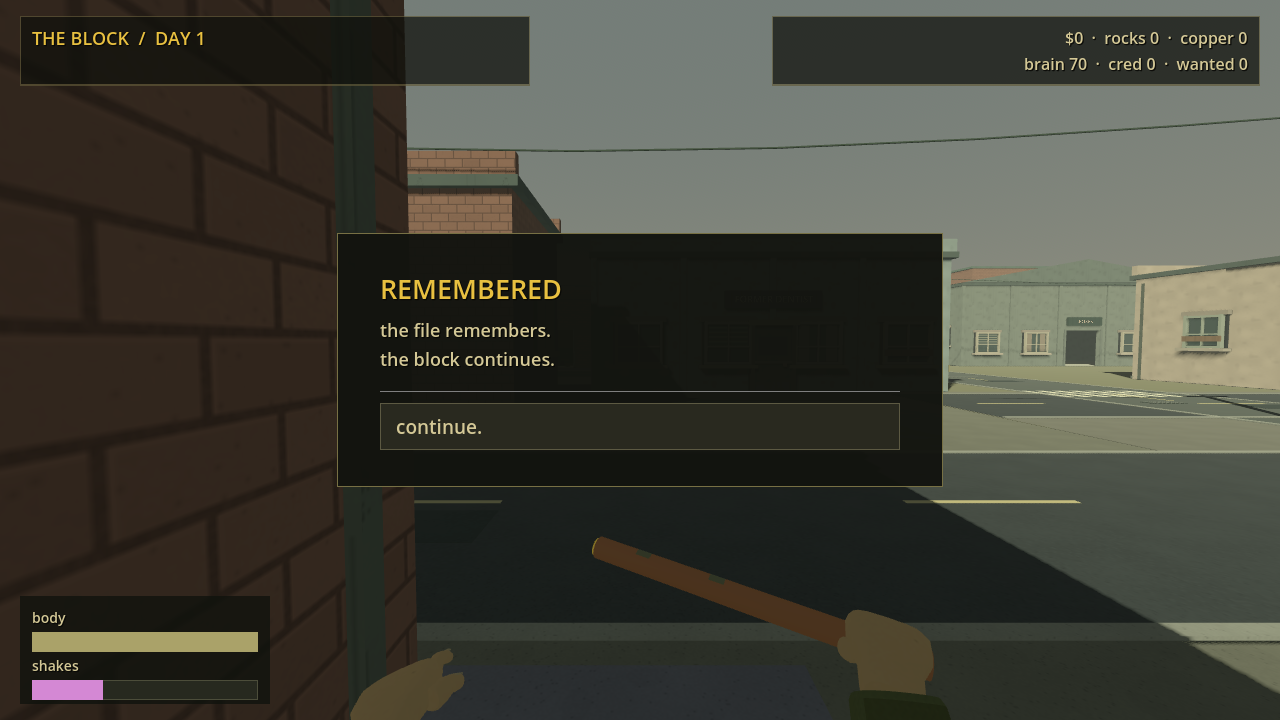 THE BLOCK / DAY 1
$0 · rocks 0 · copper 0
brain 70 · cred 0 · wanted 0
REMEMBERED
the file remembers.
the block continues.
continue.
body
shakes